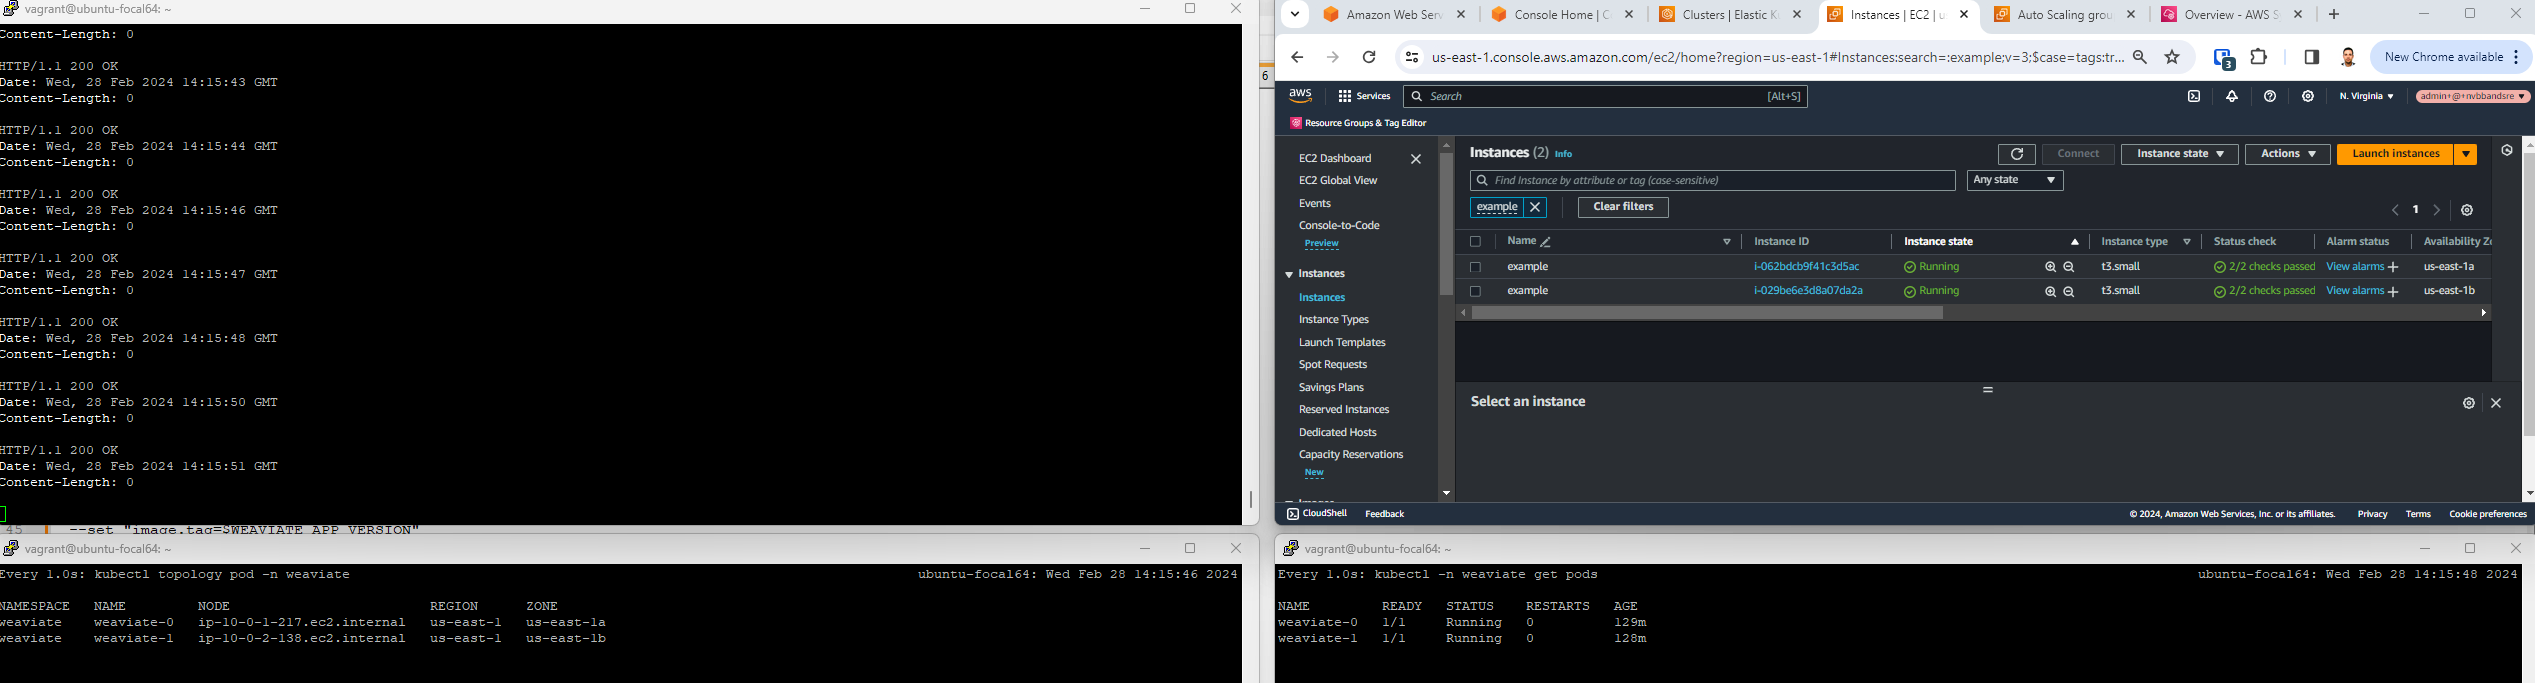 vagrant@ubuntu-focal64: ~
Content-Length: 0
HTTP/1.1 200 OK
Date: Wed, 28 Feb 2024 14:15:43 GMT
Content-Length: 0
HTTP/1.1 200 OK
Date: Wed, 28 Feb 2024 14:15:44 GMT
Content-Length: 0
HTTP/1.1 200 OK
Date: Wed, 28 Feb 2024 14:15:46 GMT
Content-Length: 0
HTTP/1.1 200 OK
Date: Wed, 28 Feb 2024 14:15:47 GMT
Content-Length: 0
HTTP/1.1 200 OK
Date: Wed, 28 Feb 2024 14:15:48 GMT
Content-Length: 0
HTTP/1.1 200 OK
Date: Wed, 28 Feb 2024 14:15:50 GMT
Content-Length: 0
HTTP/1.1 200 OK
Date: Wed, 28 Feb 2024 14:15:51 GMT
Content-Length: 0
45 --set "image.tag=$WEAVIATE_APP_VERSION"
6
Amazon Web Serv Console Home | C Clusters | Elastic K Instances | EC2 | u Auto Scaling grou Overview - AWS S
us-east-1.console.aws.amazon.com/ec2/home?region=us-east-1#Instances:search=:example;v=3;$case=tags:tr...
3
New Chrome available
aws Services Search [Alt+S] N. Virginia admin+@+nvbbandsre
Resource Groups & Tag Editor
EC2 Dashboard
EC2 Global View
Events
Console-to-Code
Preview
Instances
Instances
Instance Types
Launch Templates
Spot Requests
Savings Plans
Reserved Instances
Dedicated Hosts
Capacity Reservations
New
Images
Instances (2) Info Connect Instance state Actions Launch instances
Find Instance by attribute or tag (case-sensitive) Any state
example Clear filters 1
Name Instance ID Instance state Instance type Status check Alarm status Availability Zo
example i-062bdcb9f41c3d5ac Running t3.small 2/2 checks passed View alarms us-east-1a
example i-029be6e3d8a07da2a Running t3.small 2/2 checks passed View alarms us-east-1b
Select an instance
CloudShell Feedback © 2024, Amazon Web Services, Inc. or its affiliates. Privacy Terms Cookie preferences
vagrant@ubuntu-focal64: ~
Every 1.0s: kubectl topology pod -n weaviate ubuntu-focal64: Wed Feb 28 14:15:46 2024
NAMESPACE NAME NODE REGION ZONE
weaviate weaviate-0 ip-10-0-1-217.ec2.internal us-east-1 us-east-1a
weaviate weaviate-1 ip-10-0-2-138.ec2.internal us-east-1 us-east-1b
vagrant@ubuntu-focal64: ~
Every 1.0s: kubectl -n weaviate get pods ubuntu-focal64: Wed Feb 28 14:15:48 2024
NAME READY STATUS RESTARTS AGE
weaviate-0 1/1 Running 0 129m
weaviate-1 1/1 Running 0 128m